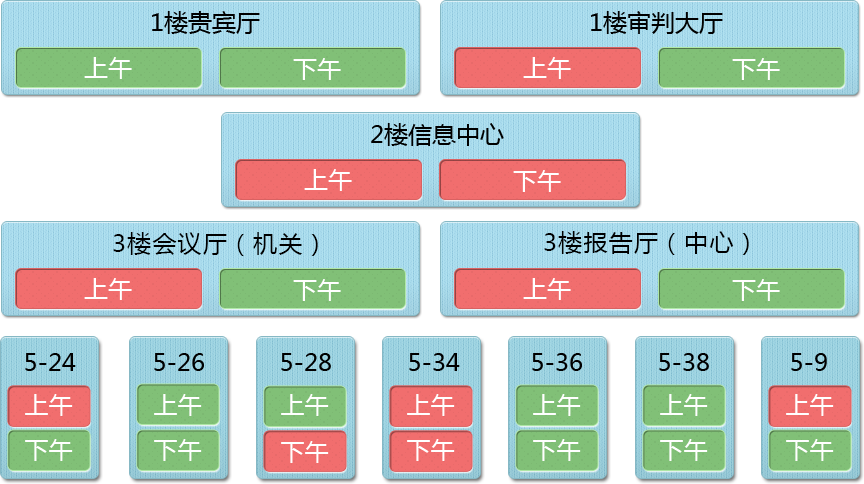 1楼贵宾厅 1楼审判大厅
上午 下午 上午 下午
2楼信息中心
上午 下午
3楼会议厅（机关） 3楼报告厅（中心）
上午 下午 上午 下午
5-24 5-26 5-28 5-34 5-36 5-38 5-9
上午 上午 上午 上午 上午 上午 上午
下午 下午 下午 下午 下午 下午 下午